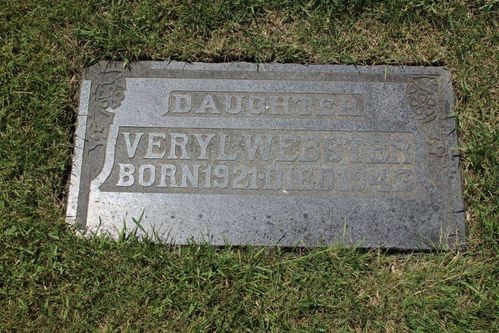 DAUGHTER
VERYL WEBSTER
BORN 1921 DIED 1943